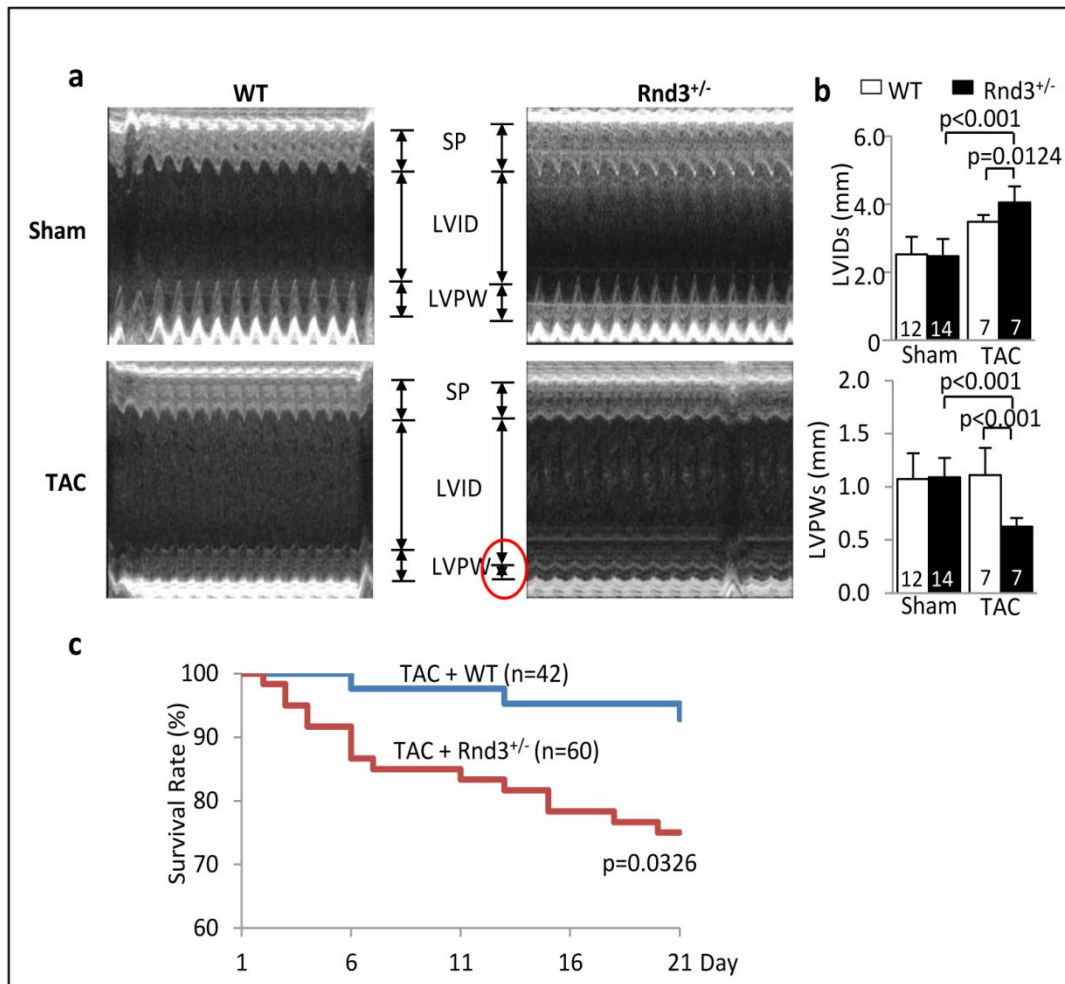 a
WT
Rnd3+/-
Sham
SP
LVID
LVPW
TAC
SP
LVID
LVPW
b
WT Rnd3+/-
p<0.001
p=0.0124
LVIDs (mm)
6.0
4.0
2.0
0
12 14 7 7
Sham TAC
p<0.001
p<0.001
LVPWs (mm)
2.0
1.5
1.0
0.5
0.0
12 14 7 7
Sham TAC
c
Survival Rate (%)
100
90
80
70
60
TAC + WT (n=42)
TAC + Rnd3+/- (n=60)
p=0.0326
1 6 11 16 21 Day